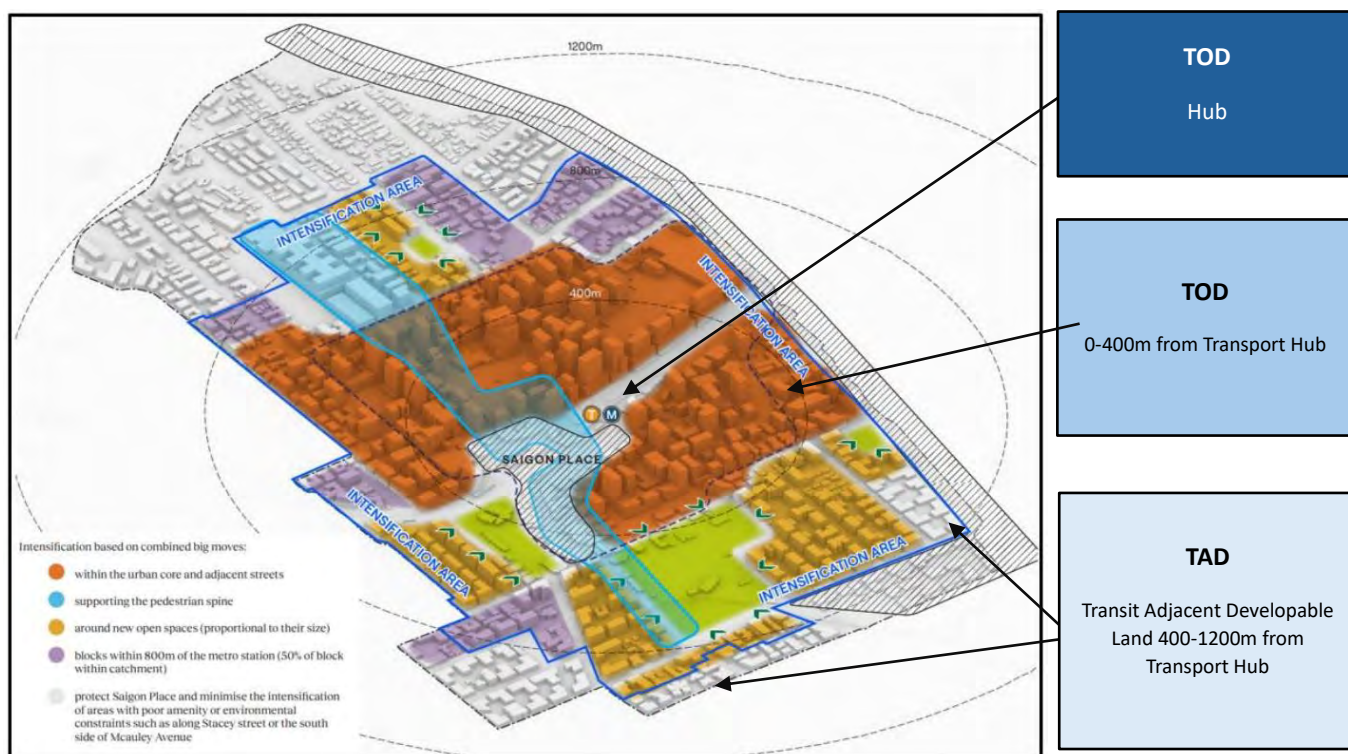 1200m
800m
400m
INTENSIFICATION AREA
INTENSIFICATION AREA
INTENSIFICATION AREA
INTENSIFICATION AREA
T M
SAIGON PLACE
Intensification based on combined big moves:
within the urban core and adjacent streets
supporting the pedestrian spine
around new open spaces (proportional to their size)
blocks within 800m of the metro station (50% of block
within catchment)
protect Saigon Place and minimise the intensification
of areas with poor amenity or environmental
constraints such as along Stacey street or the south
side of Mcauley Avenue
TOD
Hub
TOD
0-400m from Transport Hub
TAD
Transit Adjacent Developable
Land 400-1200m from
Transport Hub